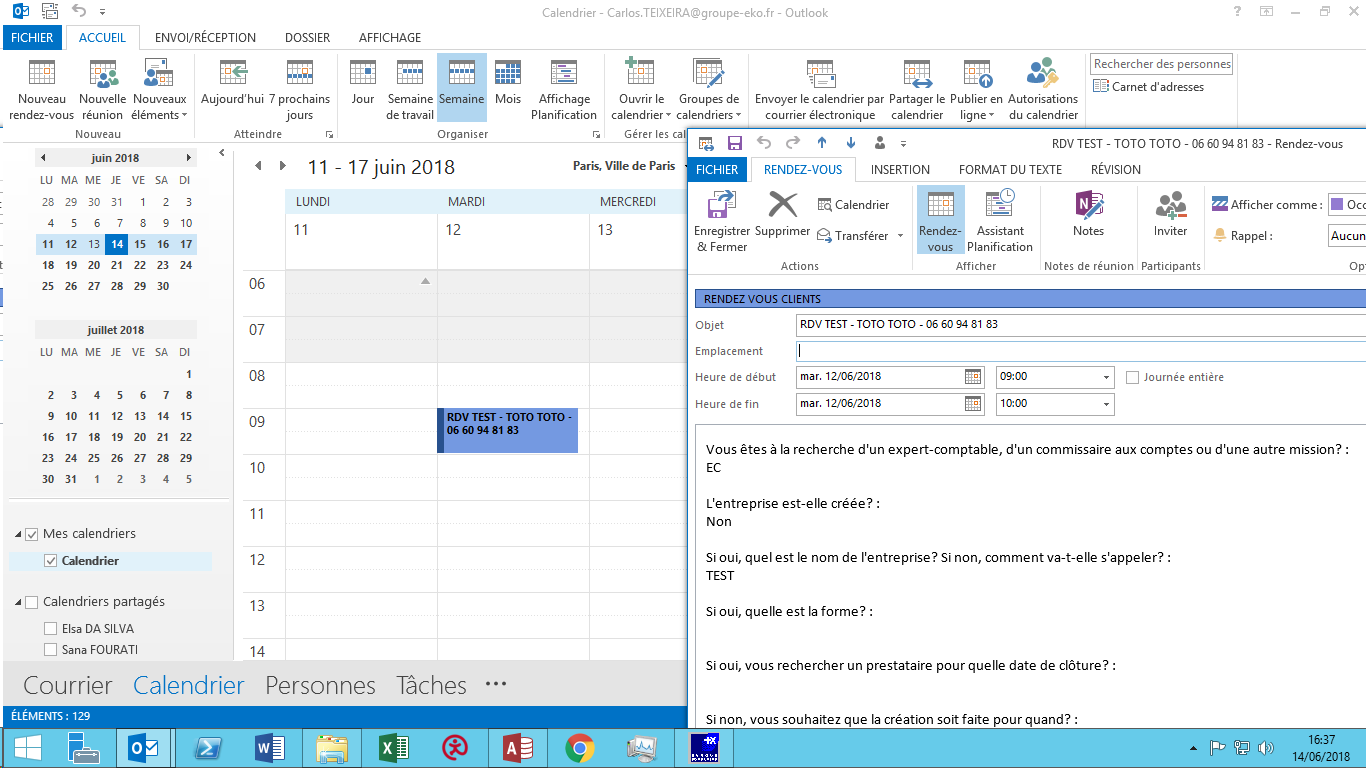 Calendrier - Carlos.TEIXEIRA@groupe-eko.fr - Outlook
FICHIER ACCUEIL ENVOI/RÉCEPTION DOSSIER AFFICHAGE
Nouveau rendez-vous
Nouvelle réunion
Nouveaux éléments
Nouveau
Aujourd'hui
7 prochains jours
Atteindre
Jour
Semaine de travail
Semaine
Mois
Affichage Planification
Organiser
Ouvrir le calendrier
Groupes de calendriers
Gérer les cal
Envoyer le calendrier par courrier électronique
Partager le calendrier
Publier en ligne
Autorisations du calendrier
Rechercher des personnes
Carnet d'adresses
juin 2018
LU MA ME JE VE SA DI
28 29 30 31 1 2 3
4 5 6 7 8 9 10
11 12 13 14 15 16 17
18 19 20 21 22 23 24
25 26 27 28 29 30
juillet 2018
LU MA ME JE VE SA DI
1
2 3 4 5 6 7 8
9 10 11 12 13 14 15
16 17 18 19 20 21 22
23 24 25 26 27 28 29
30 31 1 2 3 4 5
Mes calendriers
Calendrier
Calendriers partagés
Elsa DA SILVA
Sana FOURATI
11 - 17 juin 2018
Paris, Ville de Paris
LUNDI MARDI MERCREDI
11 12 13
06
07
08
09
RDV TEST - TOTO TOTO -
06 60 94 81 83
10
11
12
13
14
Courrier Calendrier Personnes Tâches ···
ÉLÉMENTS : 129
RDV TEST - TOTO TOTO - 06 60 94 81 83 - Rendez-vous
FICHIER RENDEZ-VOUS INSERTION FORMAT DU TEXTE RÉVISION
Enregistrer & Fermer
Supprimer
Calendrier
Transférer
Actions
Rendez-vous
Assistant Planification
Afficher
Notes
Notes de réunion
Inviter
Participants
Afficher comme : Occ
Rappel : Aucun
Opt
RENDEZ VOUS CLIENTS
Objet RDV TEST - TOTO TOTO - 06 60 94 81 83
Emplacement
Heure de début mar. 12/06/2018 09:00 Journée entière
Heure de fin mar. 12/06/2018 10:00
Vous êtes à la recherche d'un expert-comptable, d'un commissaire aux comptes ou d'une autre mission? :
EC
L'entreprise est-elle créée? :
Non
Si oui, quel est le nom de l'entreprise? Si non, comment va-t-elle s'appeler? :
TEST
Si oui, quelle est la forme? :
Si oui, vous rechercher un prestataire pour quelle date de clôture? :
Si non, vous souhaitez que la création soit faite pour quand? :
16:37
14/06/2018